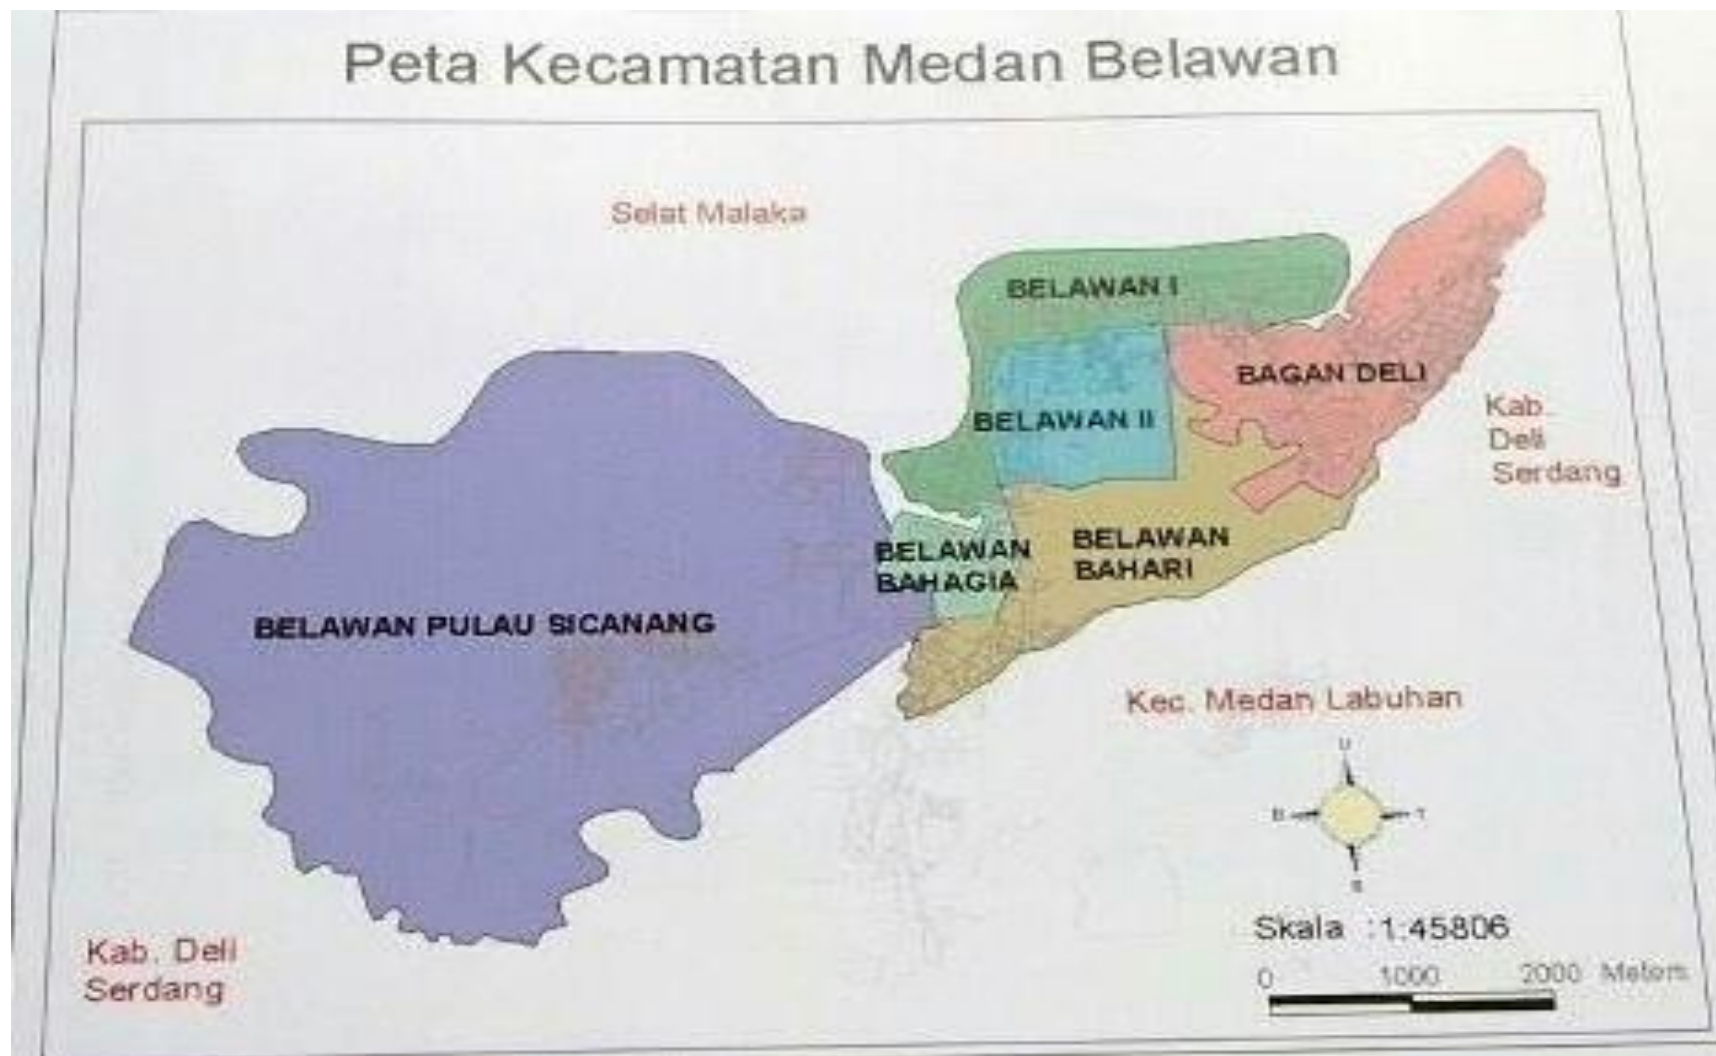 Peta Kecamatan Medan Belawan
Selat Malaka
BELAWAN I
BAGAN DELI
BELAWAN II
Kab.
Deli
Serdang
BELAWAN
BAHAGIA
BELAWAN
BAHARI
BELAWAN PULAU SICANANG
Kec. Medan Labuhan
U
B
T
S
Skala :1:45806
0 1000 2000 Meters
Kab. Deli
Serdang